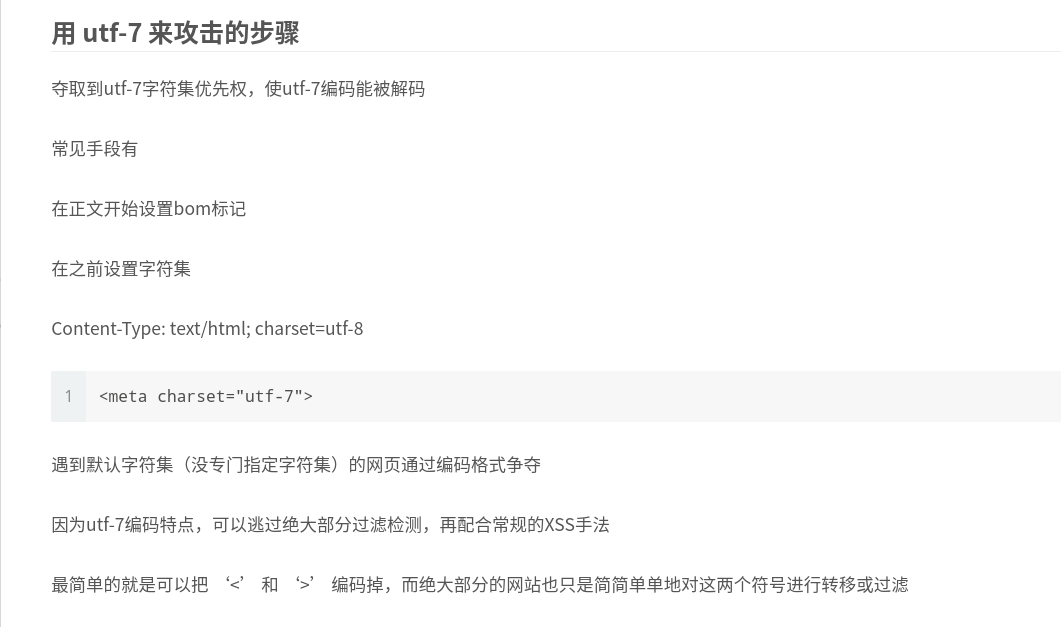 用 utf-7 来攻击的步骤
夺取到utf-7字符集优先权，使utf-7编码能被解码
常见手段有
在正文开始设置bom标记
在之前设置字符集
Content-Type: text/html; charset=utf-8
1 <meta charset="utf-7">
遇到默认字符集（没专门指定字符集）的网页通过编码格式争夺
因为utf-7编码特点，可以逃过绝大部分过滤检测，再配合常规的XSS手法
最简单的就是可以把 ‘<’ 和 ‘>’ 编码掉，而绝大部分的网站也只是简简单单地对这两个符号进行转移或过滤